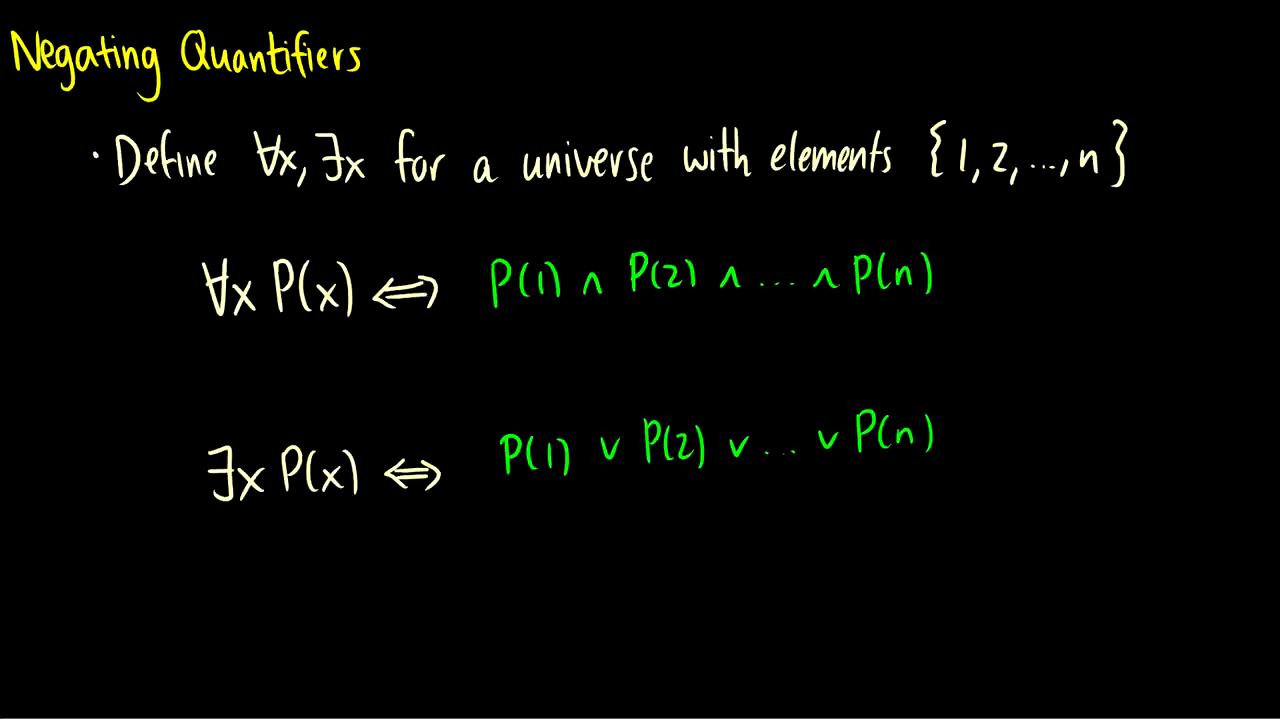 Negating Quantifiers
· Define ∀x, ∃x for a universe with elements {1, 2, ..., n}
∀x P(x) ⟺ P(1) ∧ P(2) ∧ ... ∧ P(n)
∃x P(x) ⟺ P(1) ∨ P(2) ∨ ... ∨ P(n)